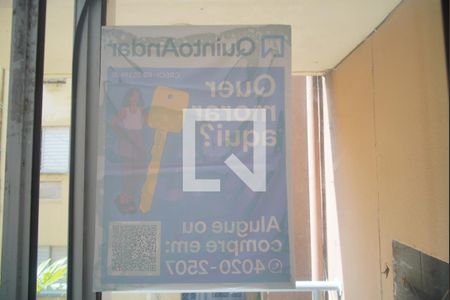 QuintoAndar
Quer
morar
aqui?
Alugue ou
compre em:
4020-2507